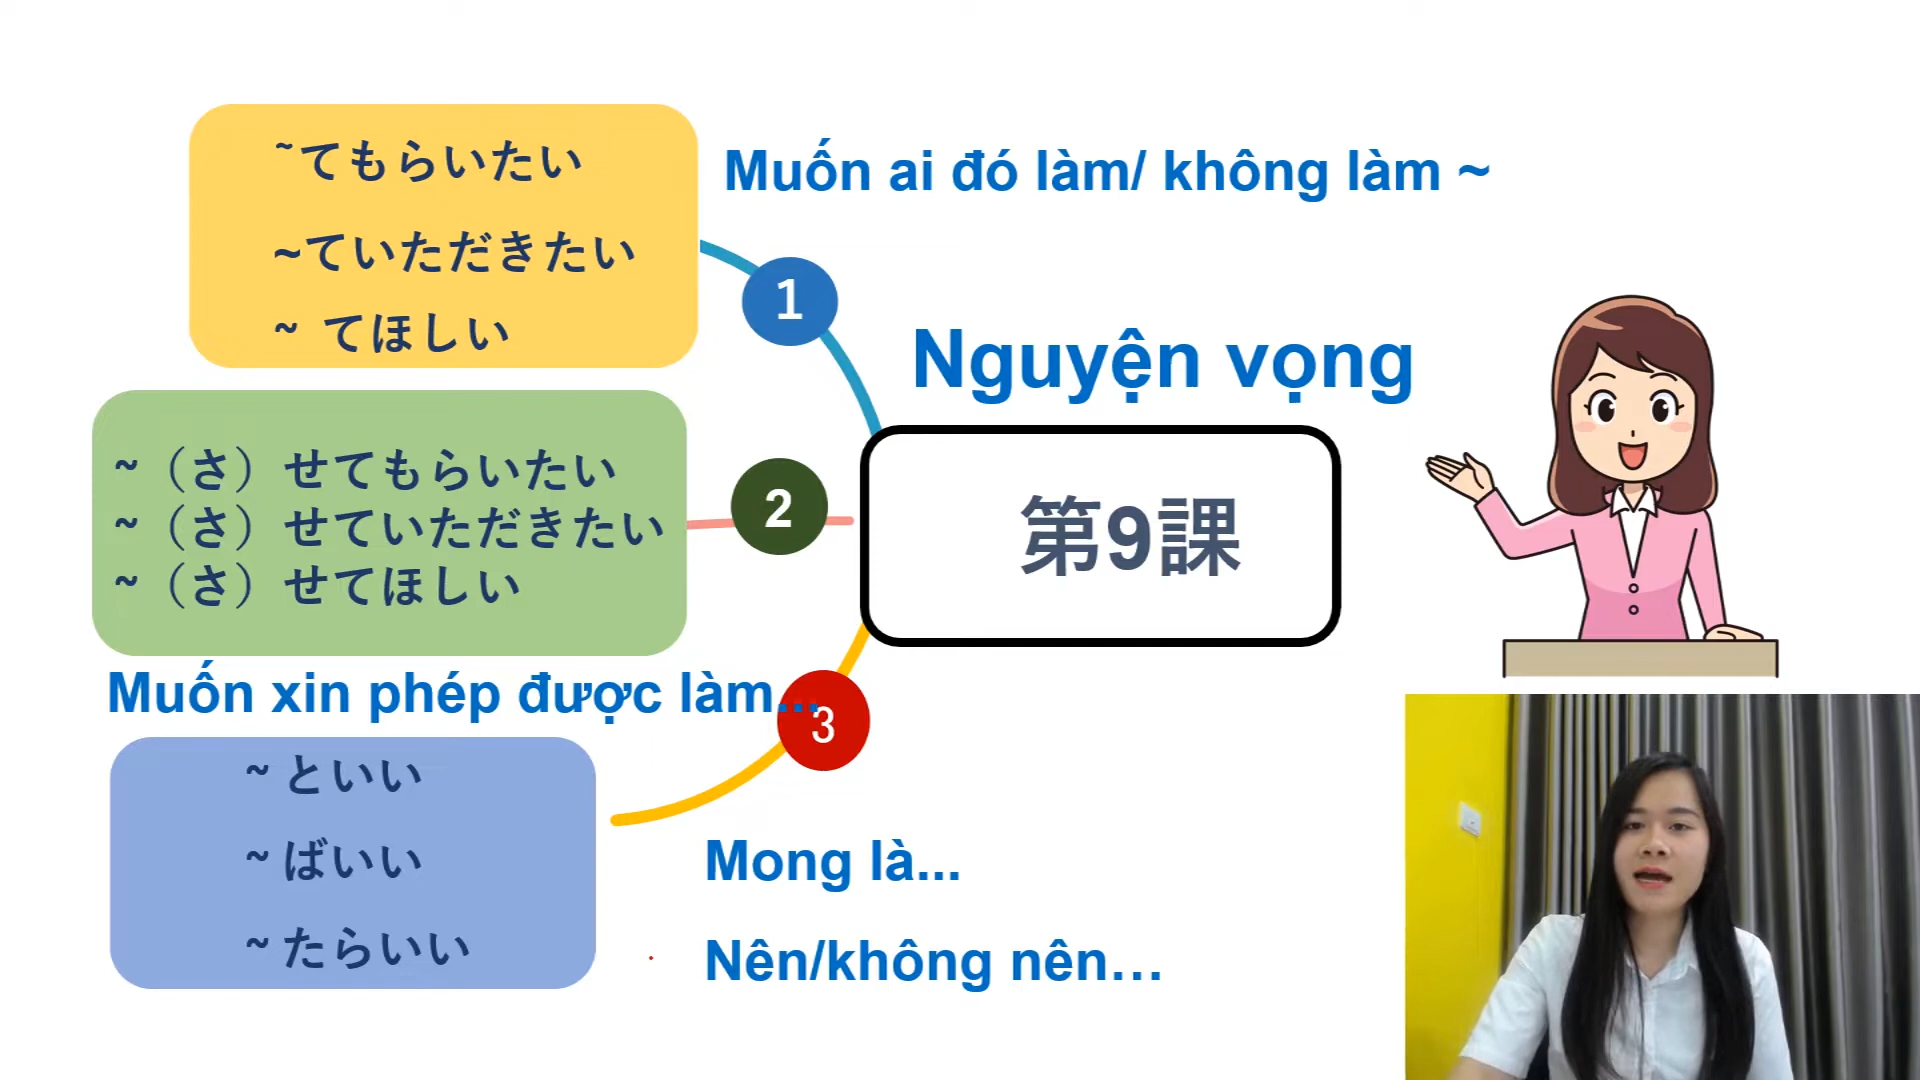 ~てもらいたい
~ていただきたい
~ てほしい
Muốn ai đó làm/ không làm ~
1
Nguyện vọng
第9課
~（さ）せてもらいたい
~（さ）せていただきたい
~（さ）せてほしい
2
Muốn xin phép được làm...
3
~ といい
~ ばいい
~ たらいい
Mong là...
Nên/không nên…